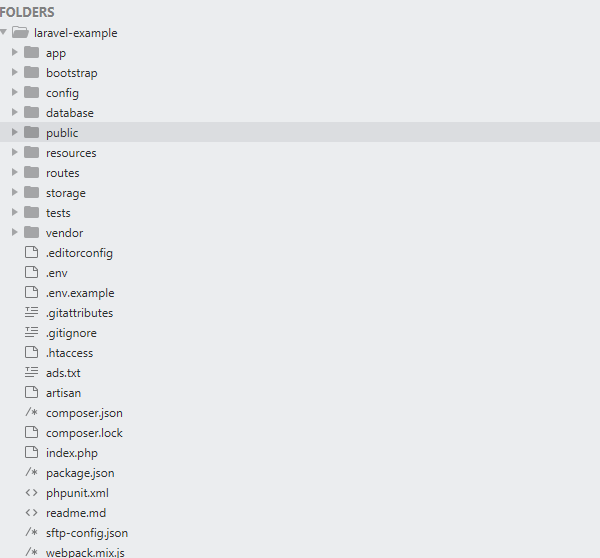 FOLDERS
laravel-example
app
bootstrap
config
database
public
resources
routes
storage
tests
vendor
.editorconfig
.env
.env.example
.gitattributes
.gitignore
.htaccess
ads.txt
artisan
composer.json
composer.lock
index.php
package.json
phpunit.xml
readme.md
sftp-config.json
webpack.mix.js